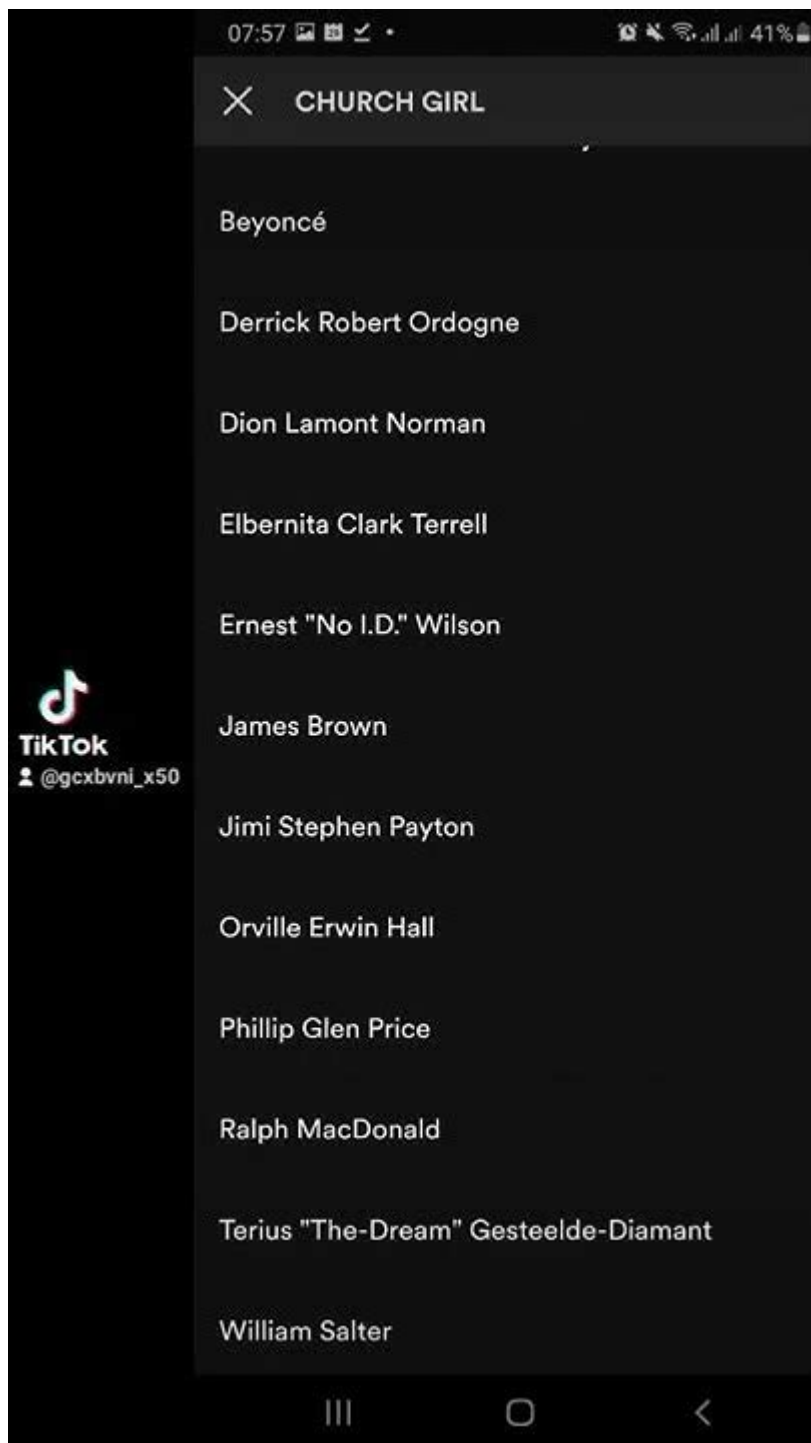 07:57
41%
CHURCH GIRL
Beyoncé
Derrick Robert Ordogne
Dion Lamont Norman
Elbernita Clark Terrell
Ernest "No I.D." Wilson
James Brown
Jimi Stephen Payton
Orville Erwin Hall
Phillip Glen Price
Ralph MacDonald
Terius "The-Dream" Gesteelde-Diamant
William Salter
TikTok
@gcxbvni_x50